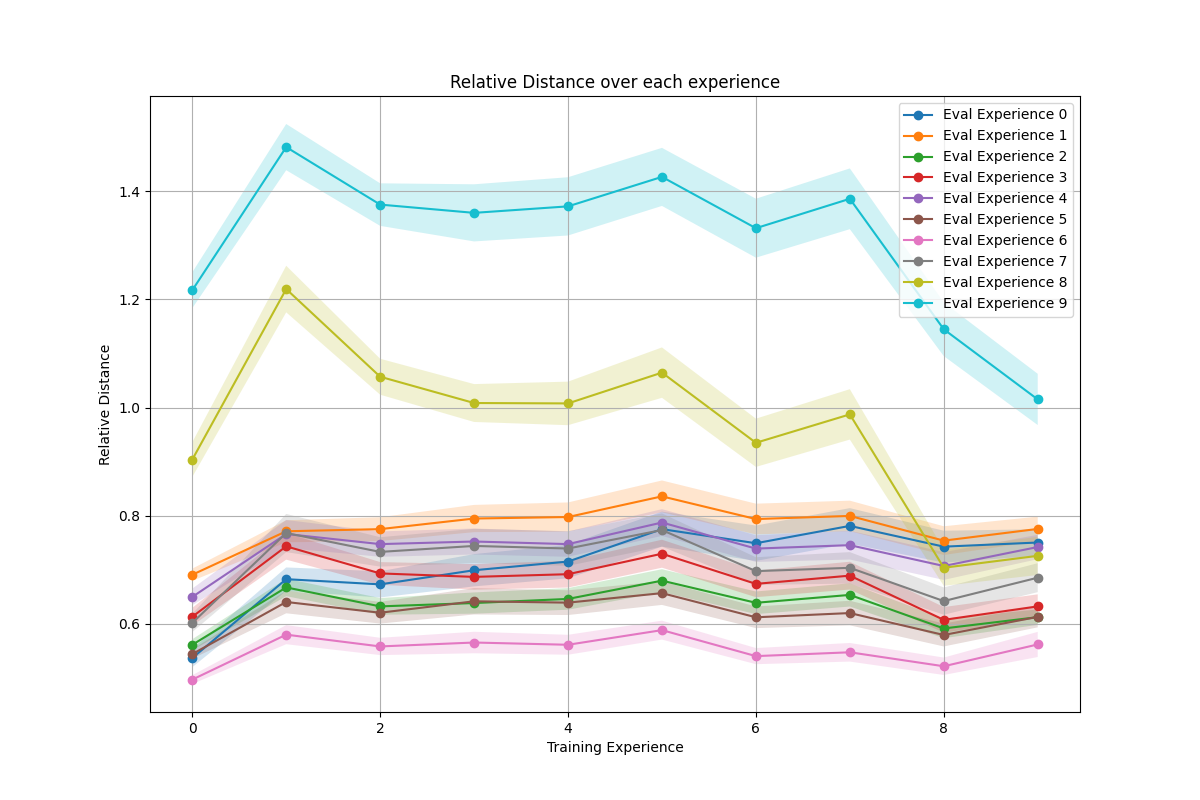 Relative Distance over each experience
Eval Experience 0
Eval Experience 1
Eval Experience 2
Eval Experience 3
Eval Experience 4
Eval Experience 5
Eval Experience 6
Eval Experience 7
Eval Experience 8
Eval Experience 9
1.4
1.2
1.0
0.8
0.6
Relative Distance
0 2 4 6 8
Training Experience